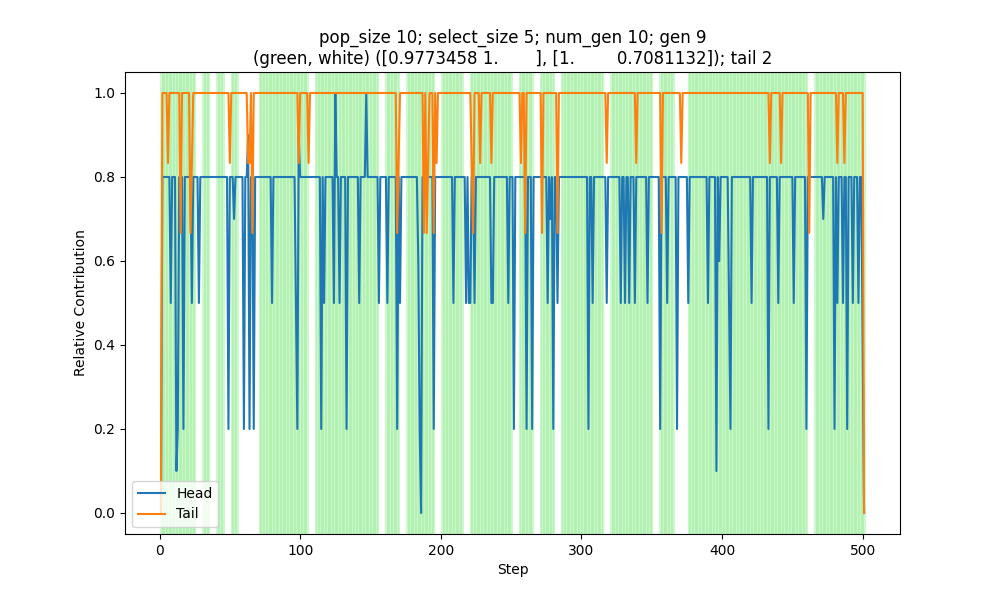 pop_size 10; select_size 5; num_gen 10; gen 9
(green, white) ([0.9773458 1.        ], [1.        0.7081132]); tail 2
Relative Contribution
1.0
0.8
0.6
0.4
0.2
0.0
Head
Tail
0
100
200
300
400
500
Step